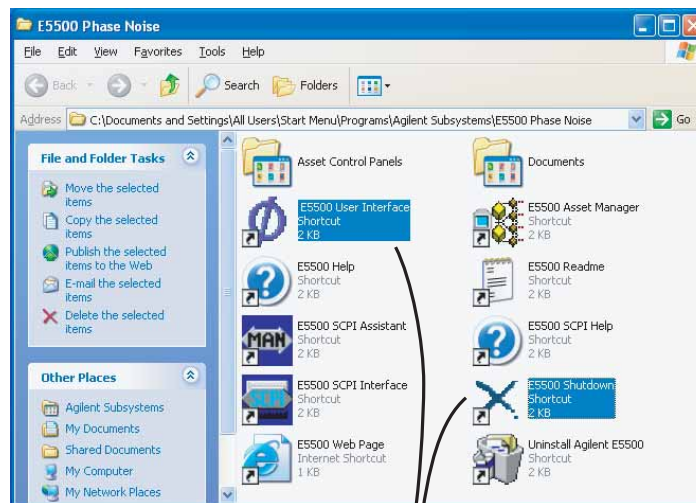 E5500 Phase Noise
File Edit View Favorites Tools Help
Back Search Folders
Address C:\Documents and Settings\All Users\Start Menu\Programs\Agilent Subsystems\E5500 Phase Noise Go
File and Folder Tasks
Move the selected
items
Copy the selected
items
Publish the selected
items to the Web
E-mail the selected
items
Delete the selected
items
Other Places
Agilent Subsystems
My Documents
Shared Documents
My Computer
My Network Places
Asset Control Panels
Documents
E5500 User Interface
Shortcut
2 KB
E5500 Asset Manager
Shortcut
2 KB
E5500 Help
Shortcut
2 KB
E5500 Readme
Shortcut
2 KB
MAN
E5500 SCPI Assistant
Shortcut
2 KB
E5500 SCPI Help
Shortcut
2 KB
SCPI
E5500 SCPI Interface
Shortcut
2 KB
E5500 Shutdown
Shortcut
2 KB
E5500 Web Page
Internet Shortcut
1 KB
Uninstall Agilent E5500
Shortcut
2 KB